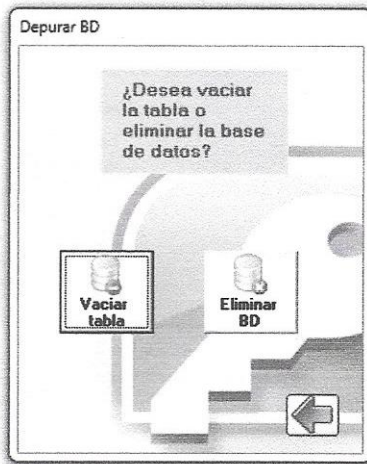 Depurar BD
¿Desea vaciar
la tabla o
eliminar la base
de datos?
Vaciar
tabla
Eliminar
BD